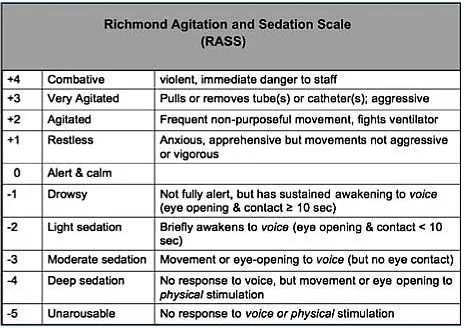 Richmond Agitation and Sedation Scale
(RASS)
+4 Combative violent, immediate danger to staff
+3 Very Agitated Pulls or removes tube(s) or catheter(s); aggressive
+2 Agitated Frequent non-purposeful movement, fights ventilator
+1 Restless Anxious, apprehensive but movements not aggressive
or vigorous
0 Alert & calm
-1 Drowsy Not fully alert, but has sustained awakening to voice
(eye opening & contact ≥ 10 sec)
-2 Light sedation Briefly awakens to voice (eye opening & contact < 10
sec)
-3 Moderate sedation Movement or eye-opening to voice (but no eye contact)
-4 Deep sedation No response to voice, but movement or eye opening to
physical stimulation
-5 Unarousable No response to voice or physical stimulation